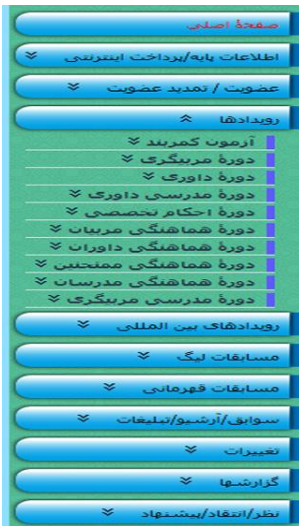 صفحهٔ اصلی
اطلاعات پایه/پرداخت اینترنتی
عضویت / تمدید عضویت
رویدادها
آزمون کمربند
دورهٔ مربیگری
دورهٔ داوری
دورهٔ مدرسی داوری
دورهٔ احکام تخصصی
دورهٔ هماهنگی مربیان
دورهٔ هماهنگی داوران
دورهٔ هماهنگی ممتحنین
دورهٔ هماهنگی مدرسان
دورهٔ مدرسی مربیگری
رویدادهای بین المللی
مسابقات لیگ
مسابقات قهرمانی
سوابق/آرشیو/تبلیغات
تغییرات
گزارشها
نظر/انتقاد/پیشنهاد